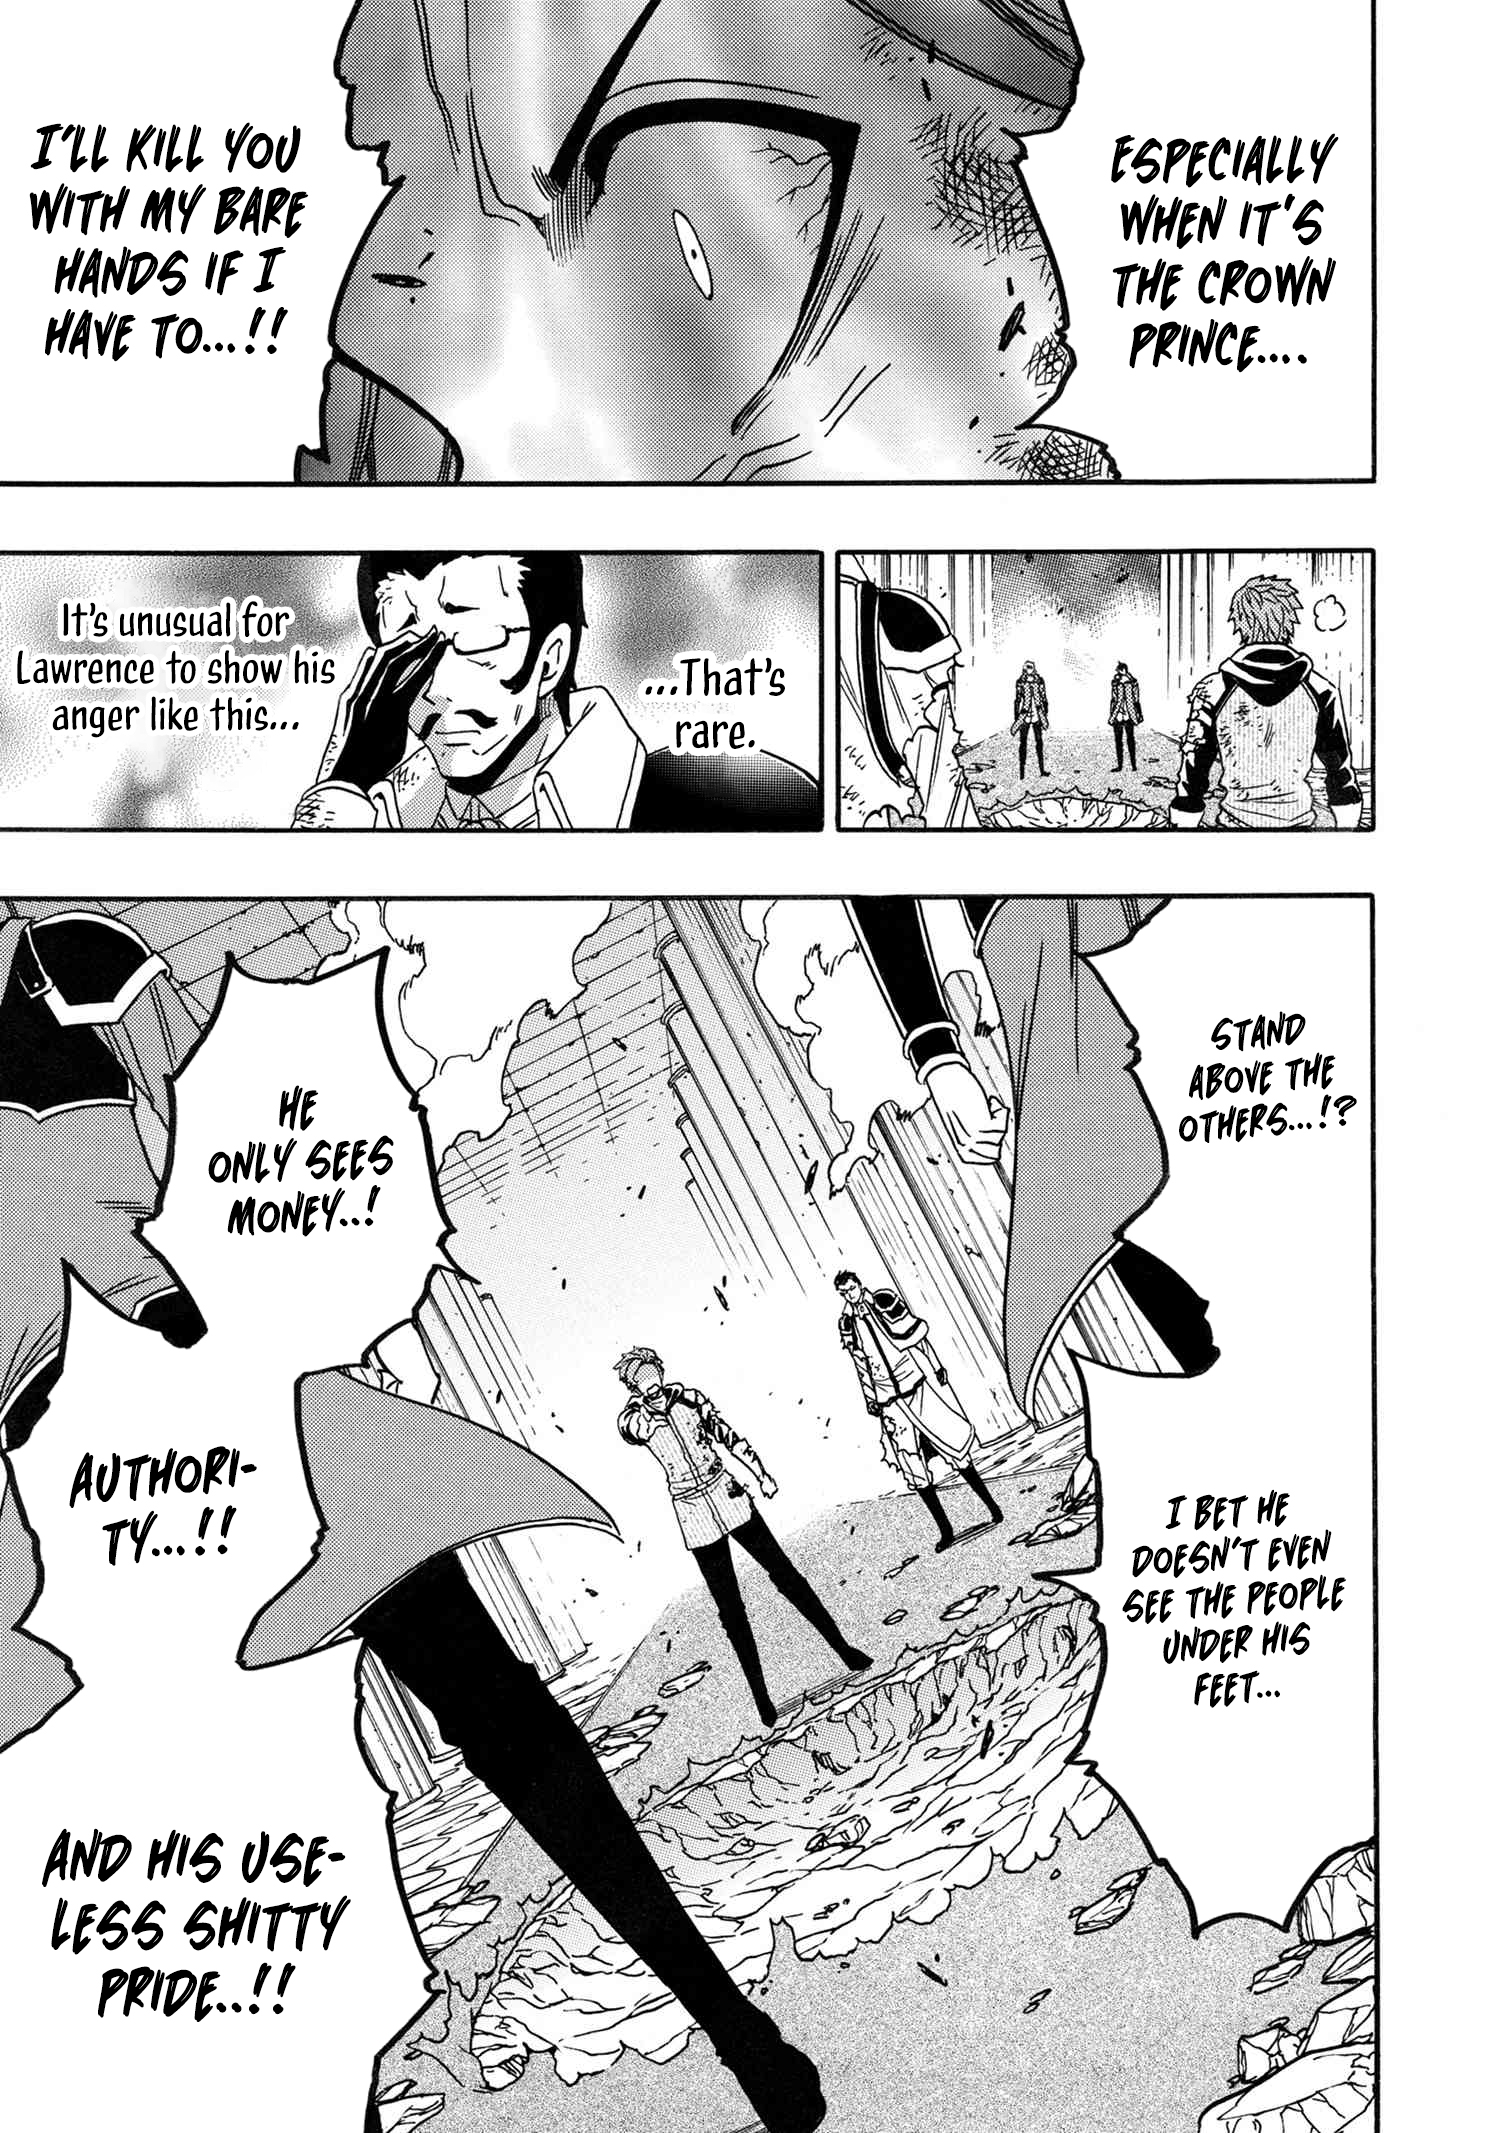 ESPECIALLY
WHEN IT'S
THE CROWN
PRINCE....
I'LL KILL YOU
WITH MY BARE
HANDS IF I
HAVE TO...!!
...That's
rare.
It's unusual for
Lawrence to show his
anger like this...
STAND
ABOVE THE
OTHERS...!?
I BET HE
DOESN'T EVEN
SEE THE PEOPLE
UNDER HIS
FEET...
HE
ONLY SEES
MONEY..!
AUTHORI-
TY...!!
AND HIS USE-
LESS SHITTY
PRIDE..!!